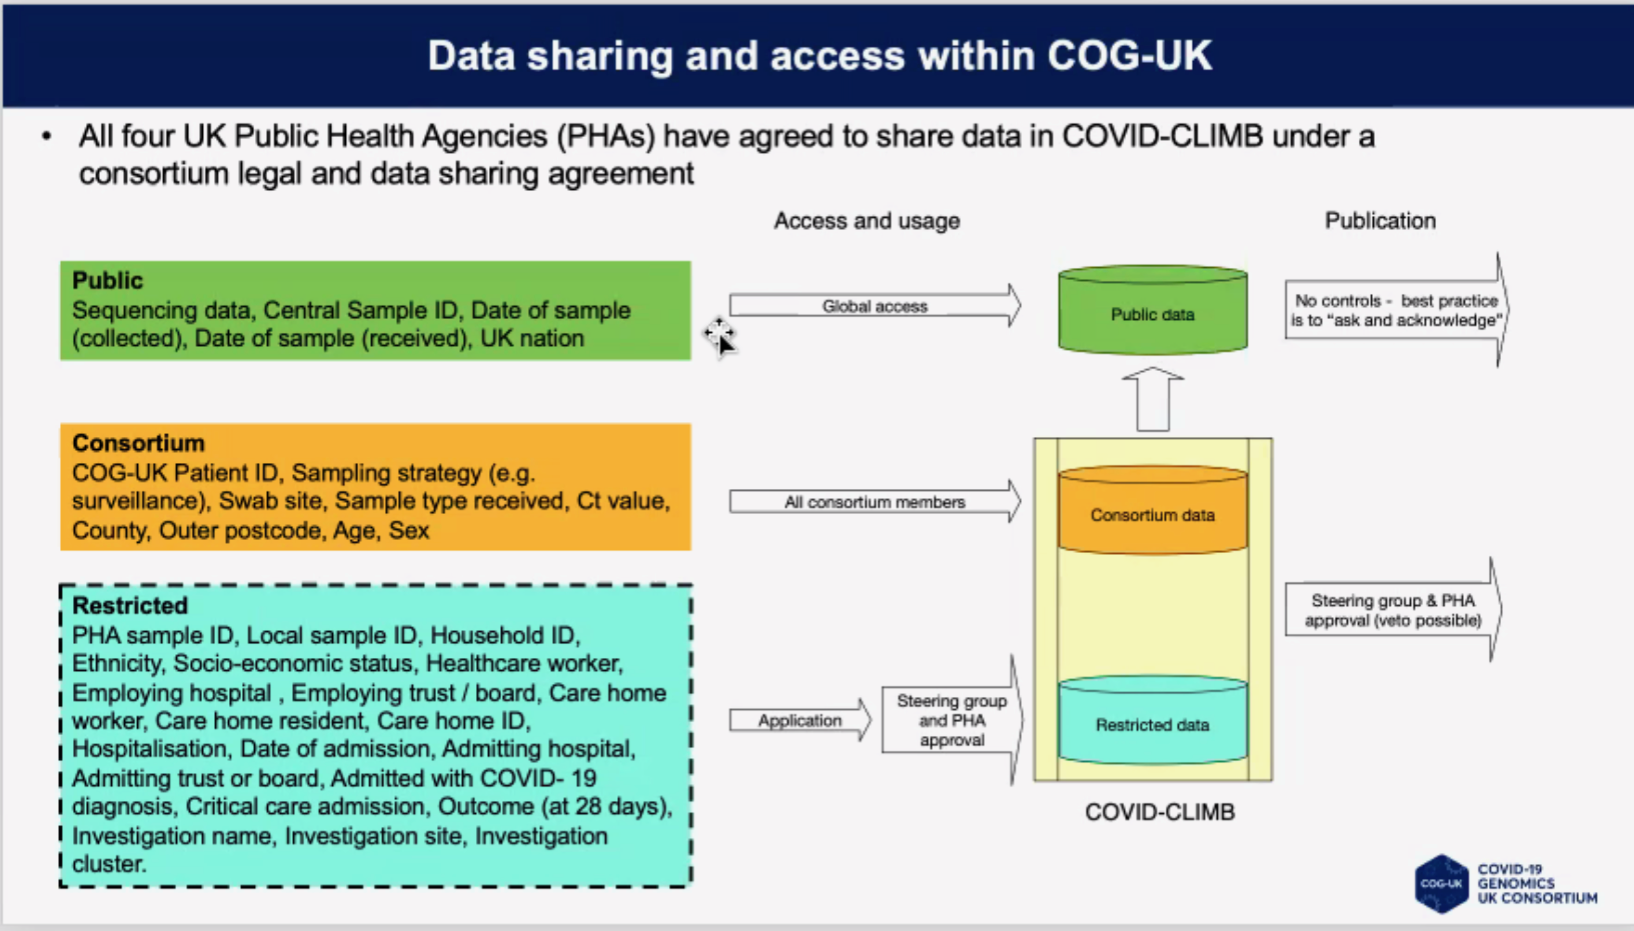 Data sharing and access within COG-UK
• All four UK Public Health Agencies (PHAs) have agreed to share data in COVID-CLIMB under a
consortium legal and data sharing agreement
Access and usage
Publication
Public
Sequencing data, Central Sample ID, Date of sample
(collected), Date of sample (received), UK nation
Global access
Public data
No controls - best practice
is to “ask and acknowledge”
Consortium
COG-UK Patient ID, Sampling strategy (e.g.
surveillance), Swab site, Sample type received, Ct value,
County, Outer postcode, Age, Sex
All consortium members
Consortium data
Restricted
PHA sample ID, Local sample ID, Household ID,
Ethnicity, Socio-economic status, Healthcare worker,
Employing hospital , Employing trust / board, Care home
worker, Care home resident, Care home ID,
Hospitalisation, Date of admission, Admitting hospital,
Admitting trust or board, Admitted with COVID- 19
diagnosis, Critical care admission, Outcome (at 28 days),
Investigation name, Investigation site, Investigation
cluster.
Application
Steering group
and PHA
approval
Restricted data
Steering group & PHA
approval (veto possible)
COVID-CLIMB
COG-UK
COVID-19
GENOMICS
UK CONSORTIUM